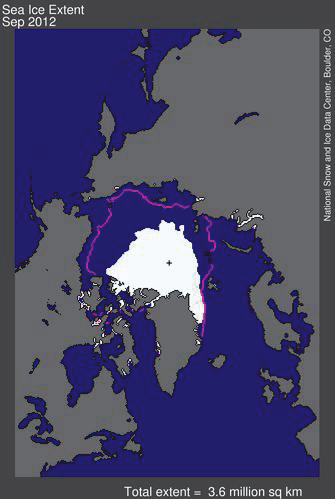 Sea Ice Extent
Sep 2012
National Snow and Ice Data Center, Boulder, CO
Total extent = 3.6 million sq km